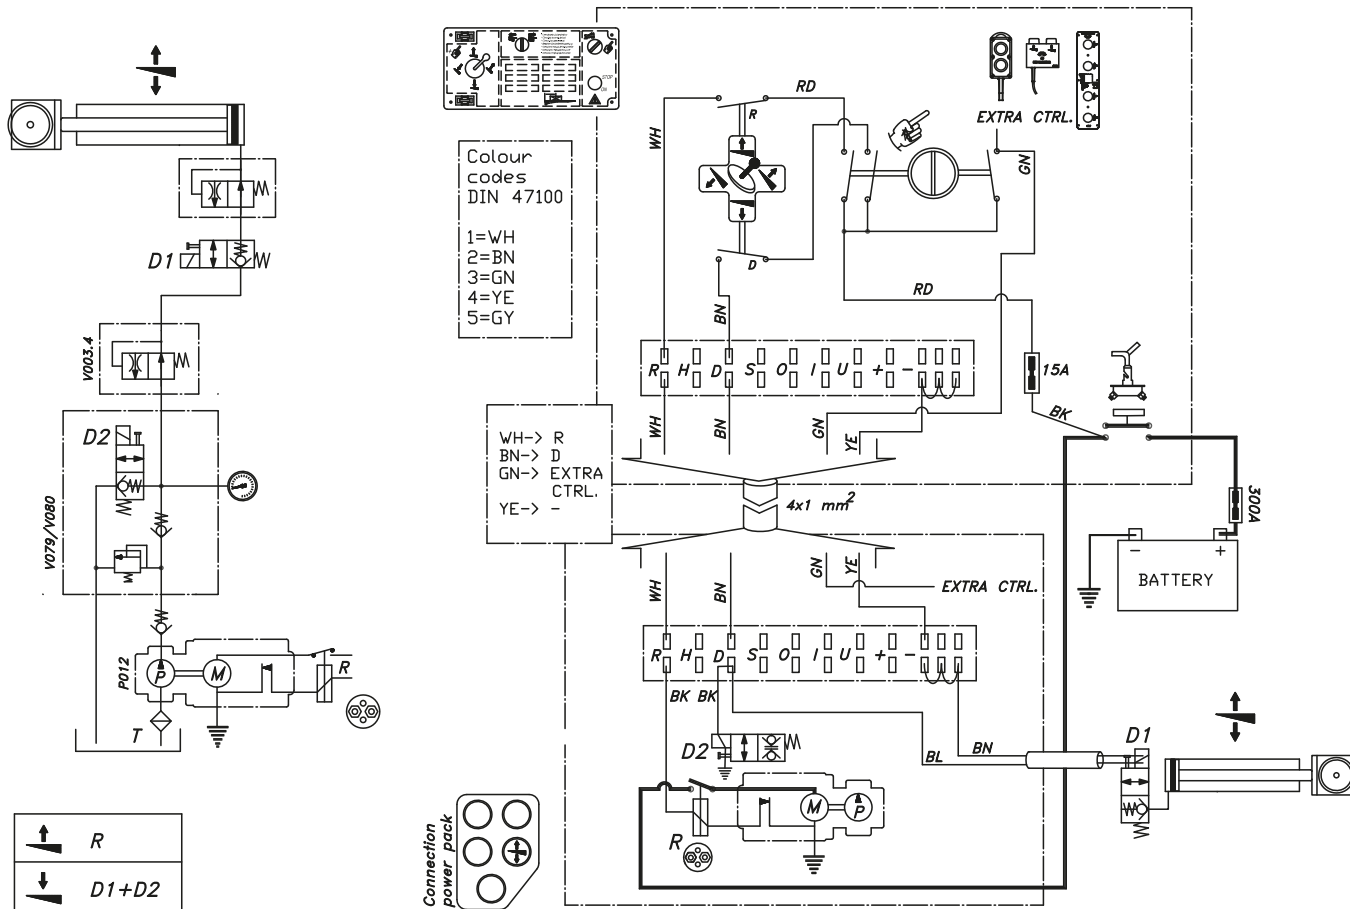 D1
V003.4
D2
V079/V080
P012
P
M
R
T
R
D1+D2
STOP
ON
Colour
codes
DIN 47100
1=WH
2=BN
3=GN
4=YE
5=GY
WH-> R
BN-> D
GN-> EXTRA
CTRL.
YE-> -
WH
R
RD
D
EXTRA CTRL.
GN
RD
BN
R H D S O I U + -
15A
BK
WH
BN
GN
YE
4x1 mm2
300A
- +
BATTERY
WH
BN
GN
YE
EXTRA CTRL.
R H D S O I U + -
BK BK
D2
BL
BN
D1
M
P
R
Connection
power pack